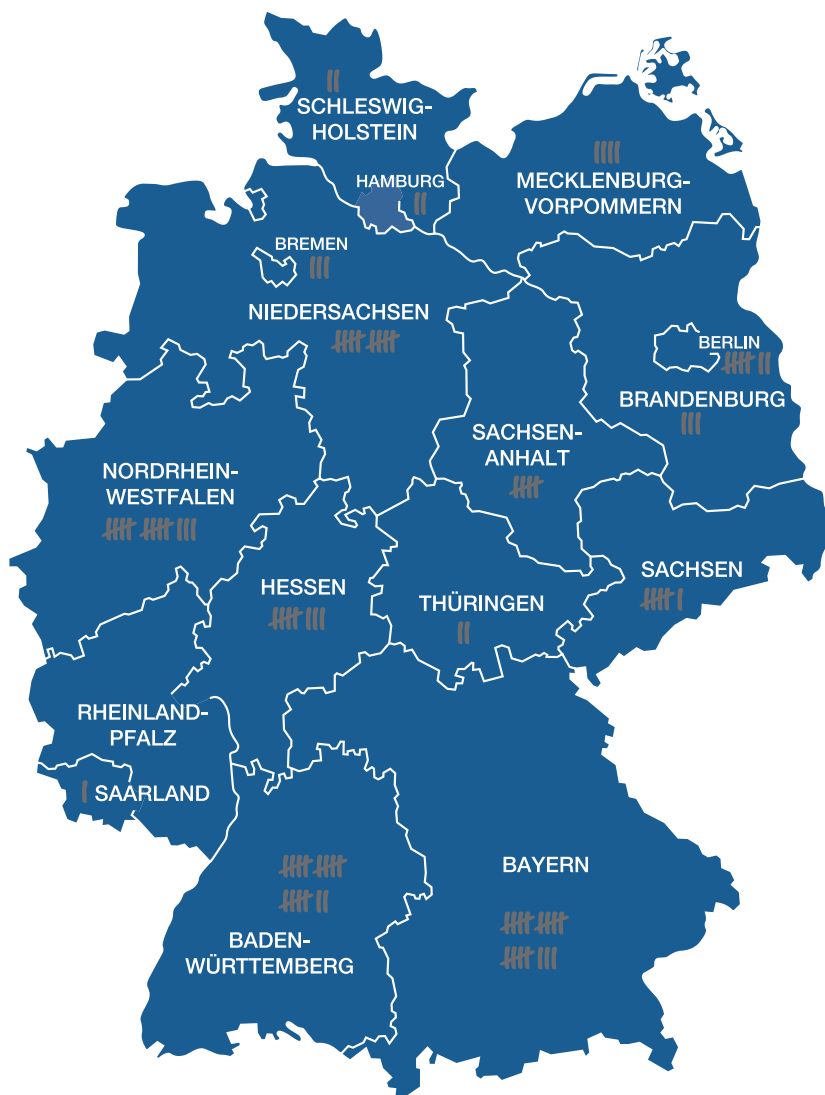 SCHLESWIG-
HOLSTEIN
HAMBURG
MECKLENBURG-
VORPOMMERN
BREMEN
NIEDERSACHSEN
BERLIN
BRANDENBURG
SACHSEN-
ANHALT
NORDRHEIN-
WESTFALEN
SACHSEN
HESSEN
THÜRINGEN
RHEINLAND-
PFALZ
SAARLAND
BAYERN
BADEN-
WÜRTTEMBERG